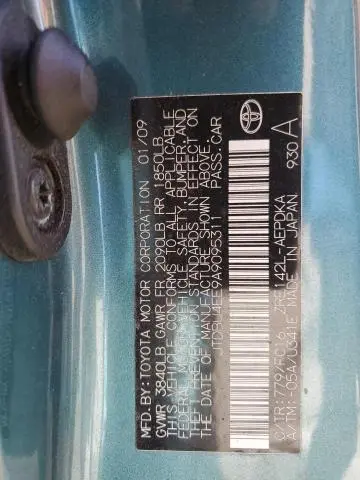 MFD. BY: TOYOTA MOTOR CORPORATION 01/09
GVWR 3840LB GAWR FR 2090LB RR 1850LB
THIS VEHICLE CONFORMS TO ALL APPLICABLE
FEDERAL MOTOR VEHICLE SAFETY, BUMPER, AND
THEFT PREVENTION STANDARDS IN EFFECT ON
THE DATE OF MANUFACTURE SHOWN ABOVE.
PASS. CAR
C/TR: 779/FC16 ZRE142L-AEPDKA
A/TM: -05A/U341E MADE IN JAPAN 930 A